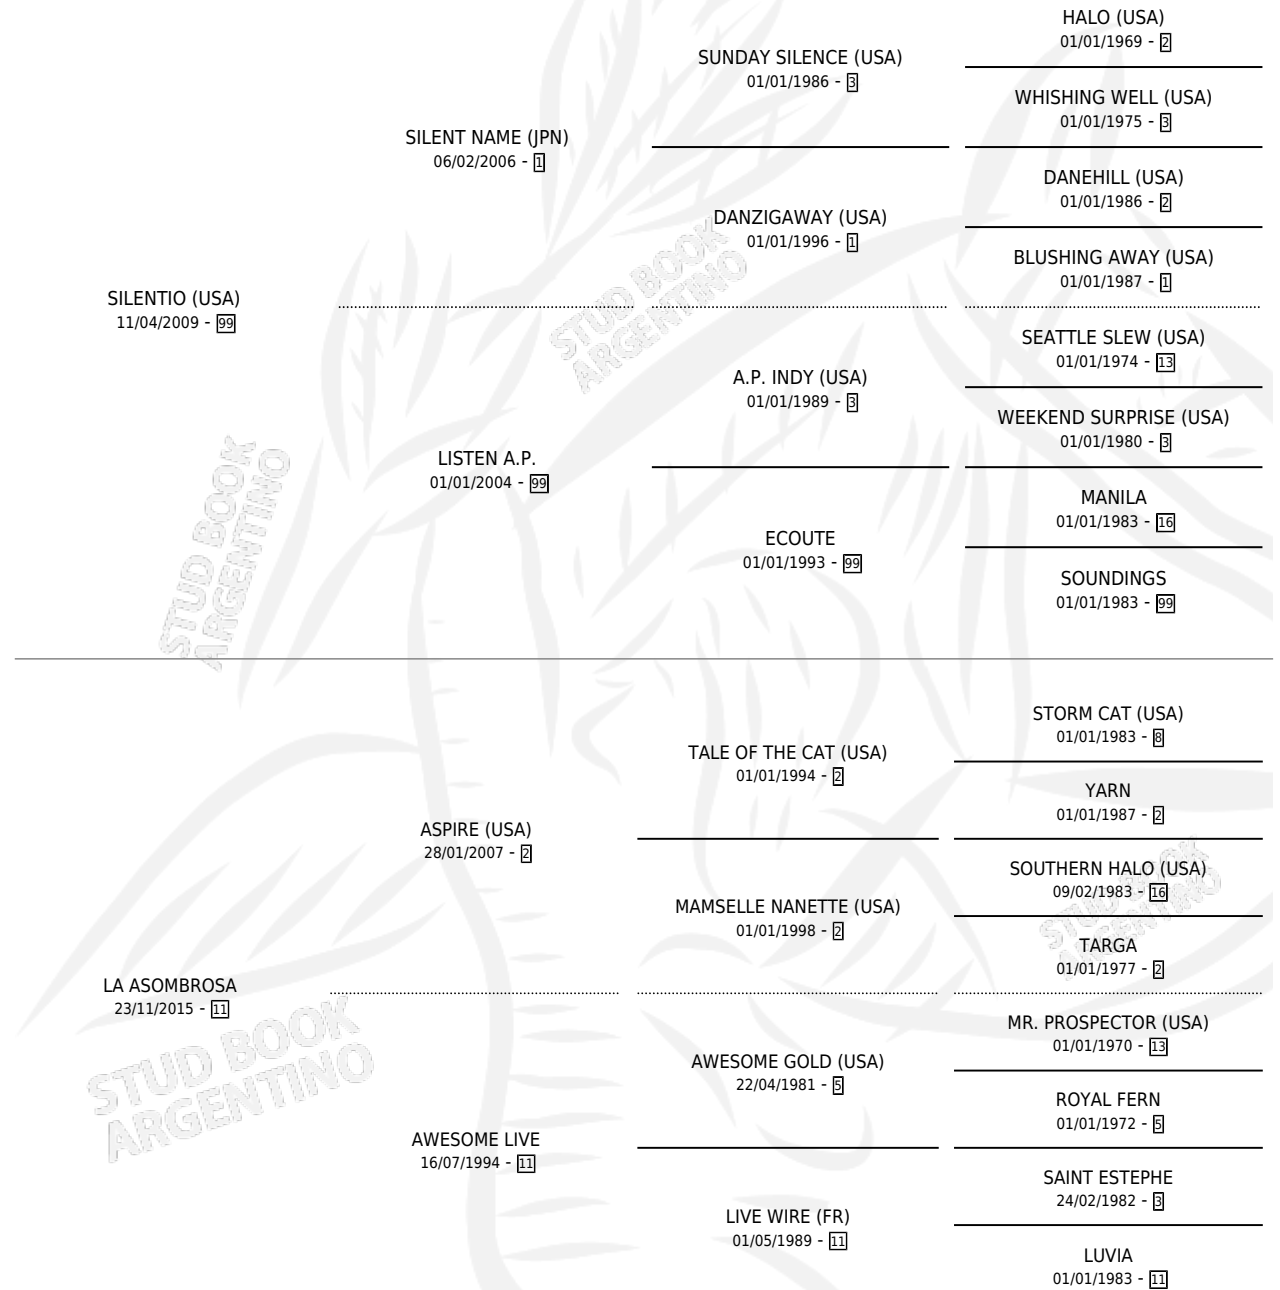 HALO (USA)
01/01/1969 - 2
SUNDAY SILENCE (USA)
01/01/1986 - 3
WHISHING WELL (USA)
01/01/1975 - 3
SILENT NAME (JPN)
06/02/2006 - 1
DANEHILL (USA)
01/01/1986 - 2
DANZIGAWAY (USA)
01/01/1996 - 1
BLUSHING AWAY (USA)
01/01/1987 - 1
SILENTIO (USA)
11/04/2009 - 99
STUD BOOK
ARGENTINO
SEATTLE SLEW (USA)
01/01/1974 - 13
A.P. INDY (USA)
01/01/1989 - 3
WEEKEND SURPRISE (USA)
01/01/1980 - 3
LISTEN A.P.
01/01/2004 - 99
MANILA
01/01/1983 - 16
ECOUTE
01/01/1993 - 99
SOUNDINGS
01/01/1983 - 99
STUD BOOK
ARGENTINO
STORM CAT (USA)
01/01/1983 - 8
TALE OF THE CAT (USA)
01/01/1994 - 2
YARN
01/01/1987 - 2
ASPIRE (USA)
28/01/2007 - 2
SOUTHERN HALO (USA)
09/02/1983 - 16
MAMSELLE NANETTE (USA)
01/01/1998 - 2
STUD BOOK
ARGENTINO
TARGA
01/01/1977 - 2
LA ASOMBROSA
23/11/2015 - 11
MR. PROSPECTOR (USA)
01/01/1970 - 13
AWESOME GOLD (USA)
22/04/1981 - 5
ROYAL FERN
01/01/1972 - 5
STUD BOOK
ARGENTINO
AWESOME LIVE
16/07/1994 - 11
SAINT ESTEPHE
24/02/1982 - 3
LIVE WIRE (FR)
01/05/1989 - 11
LUVIA
01/01/1983 - 11